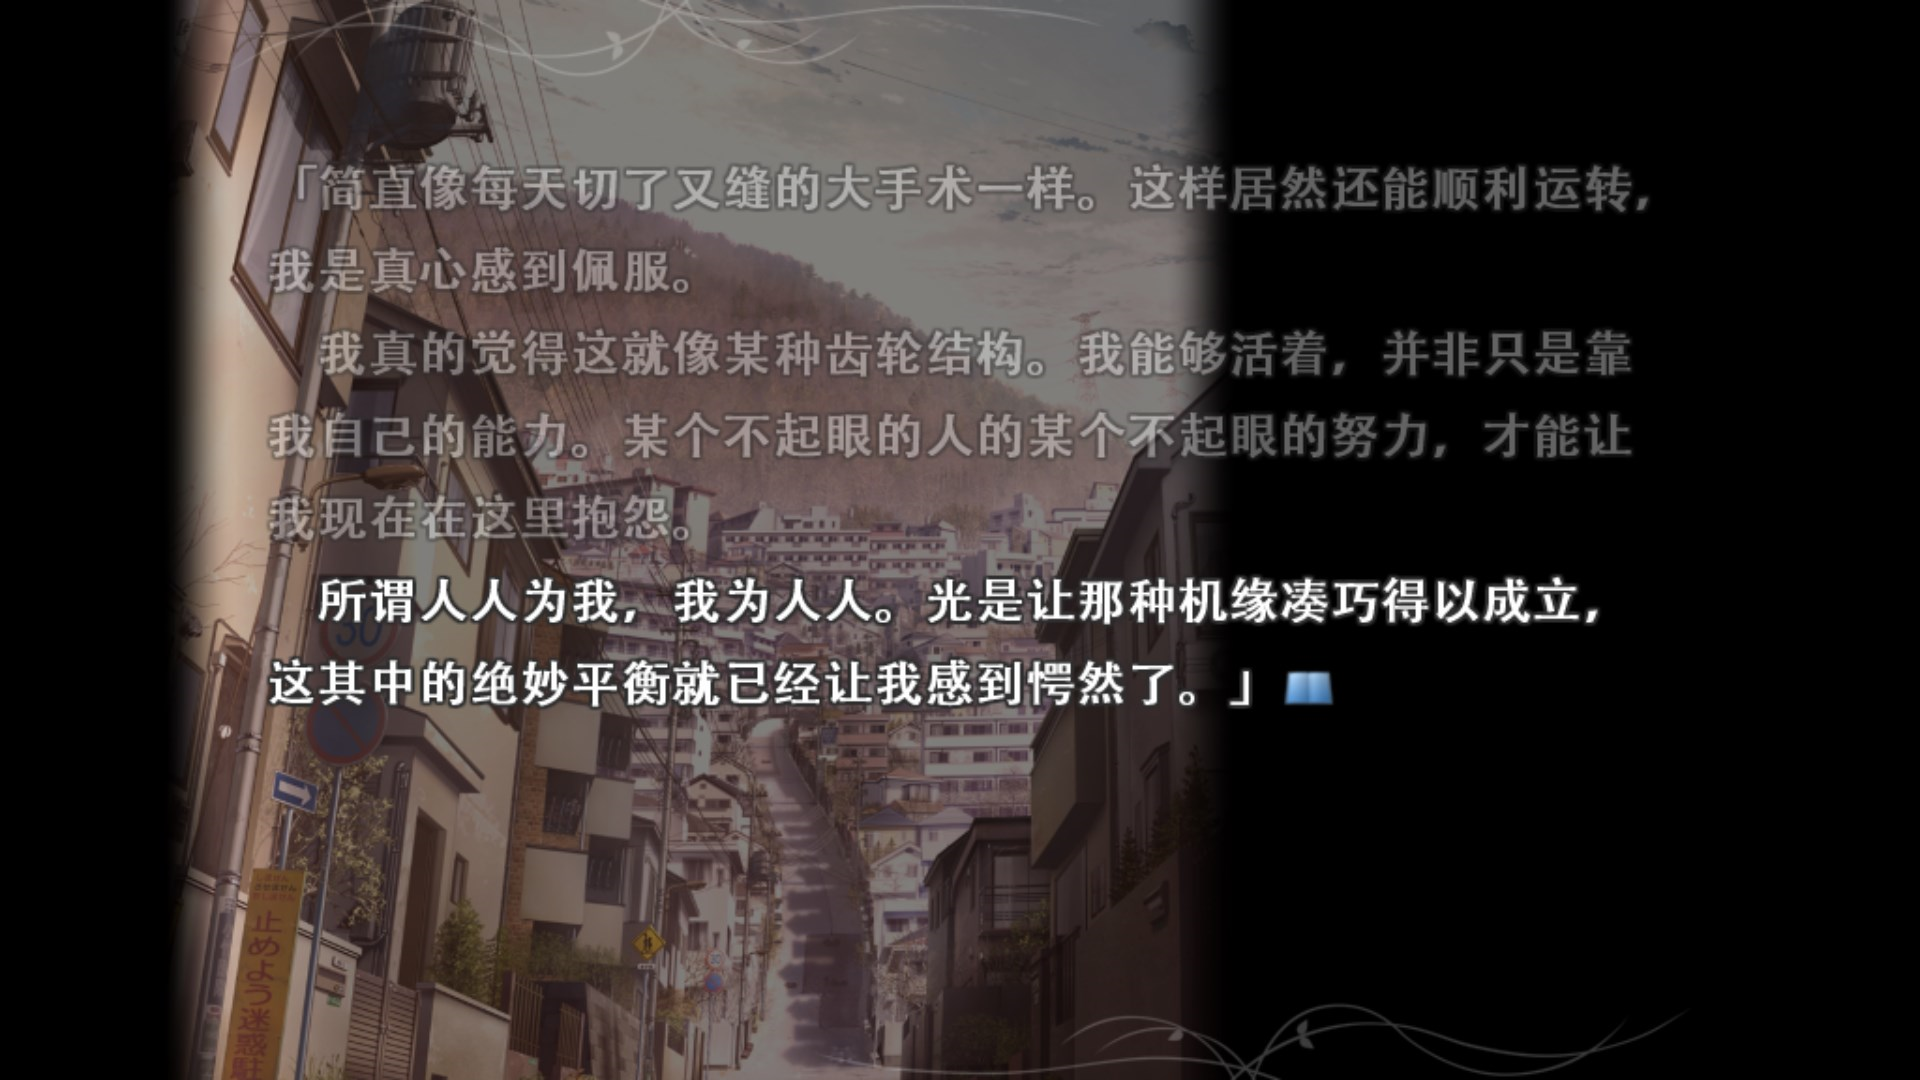 「简直像每天切了又缝的大手术一样。这样居然还能顺利运转，
我是真心感到佩服。
我真的觉得这就像某种齿轮结构。我能够活着，并非只是靠
我自己的能力。某个不起眼的人的某个不起眼的努力，才能让
我现在在这里抱怨。
所谓人人为我，我为人人。光是让那种机缘凑巧得以成立，
这其中的绝妙平衡就已经让我感到愕然了。」
30
止めよう迷惑駐